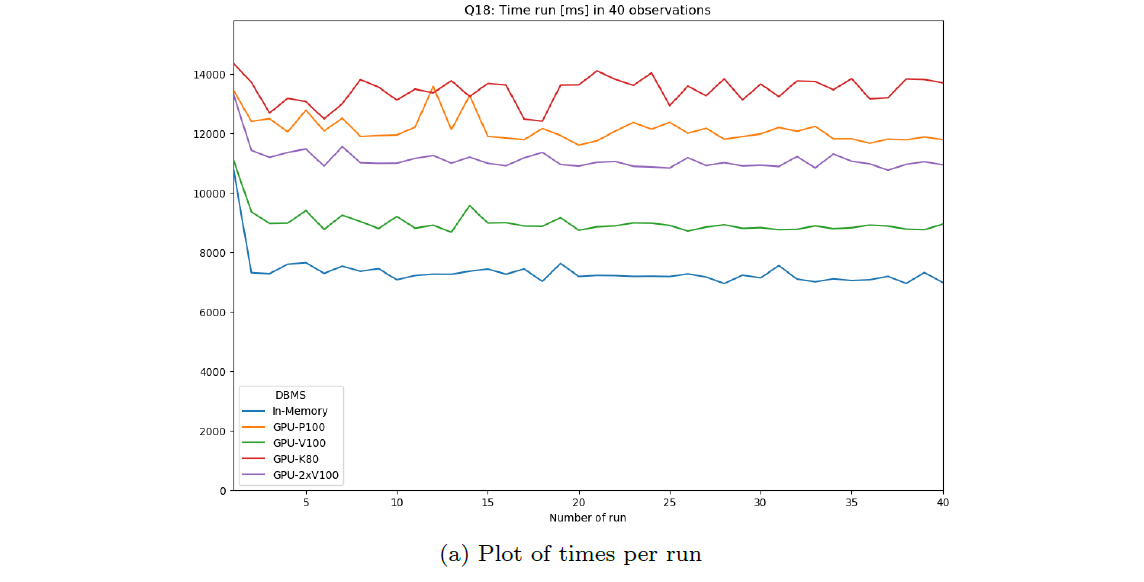 Q18: Time run [ms] in 40 observations
14000
12000
10000
8000
6000
4000
2000
0
DBMS
In-Memory
GPU-P100
GPU-V100
GPU-K80
GPU-2xV100
5 10 15 20 25 30 35 40
Number of run
(a) Plot of times per run